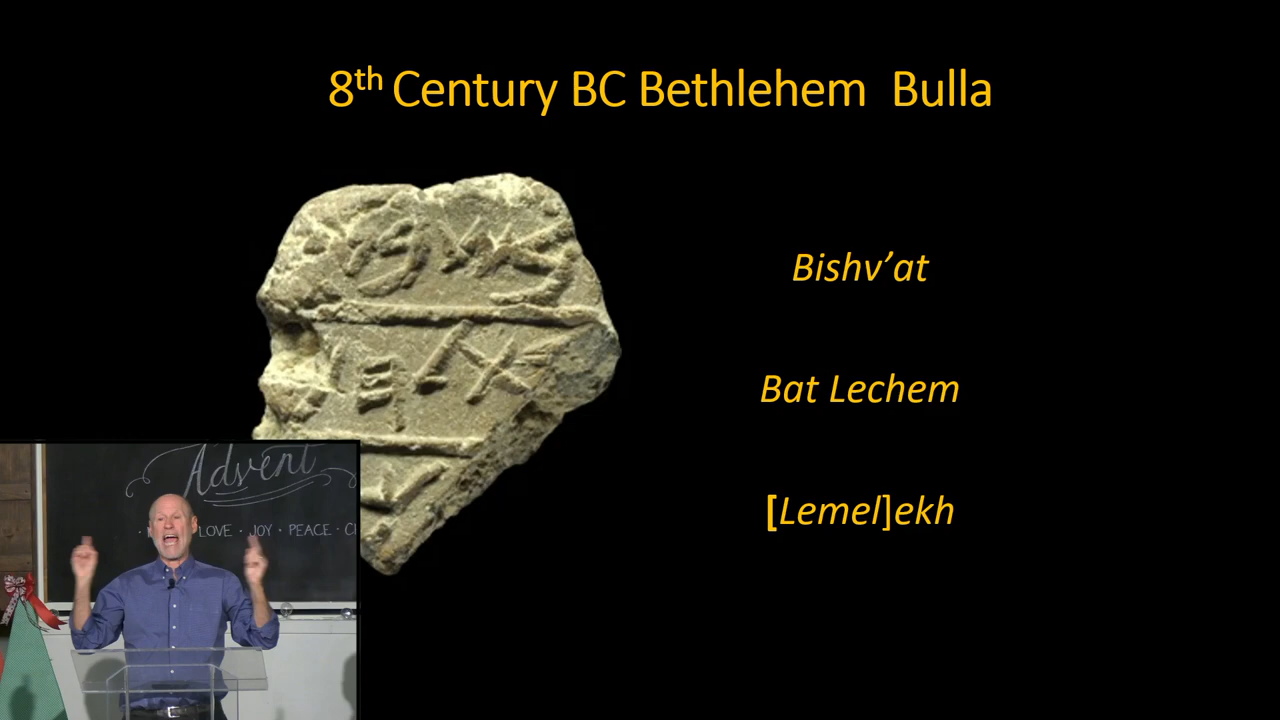 8th Century BC Bethlehem Bulla
Bishv’at
Bat Lechem
[Lemel]ekh
Advent
LOVE · JOY · PEACE ·